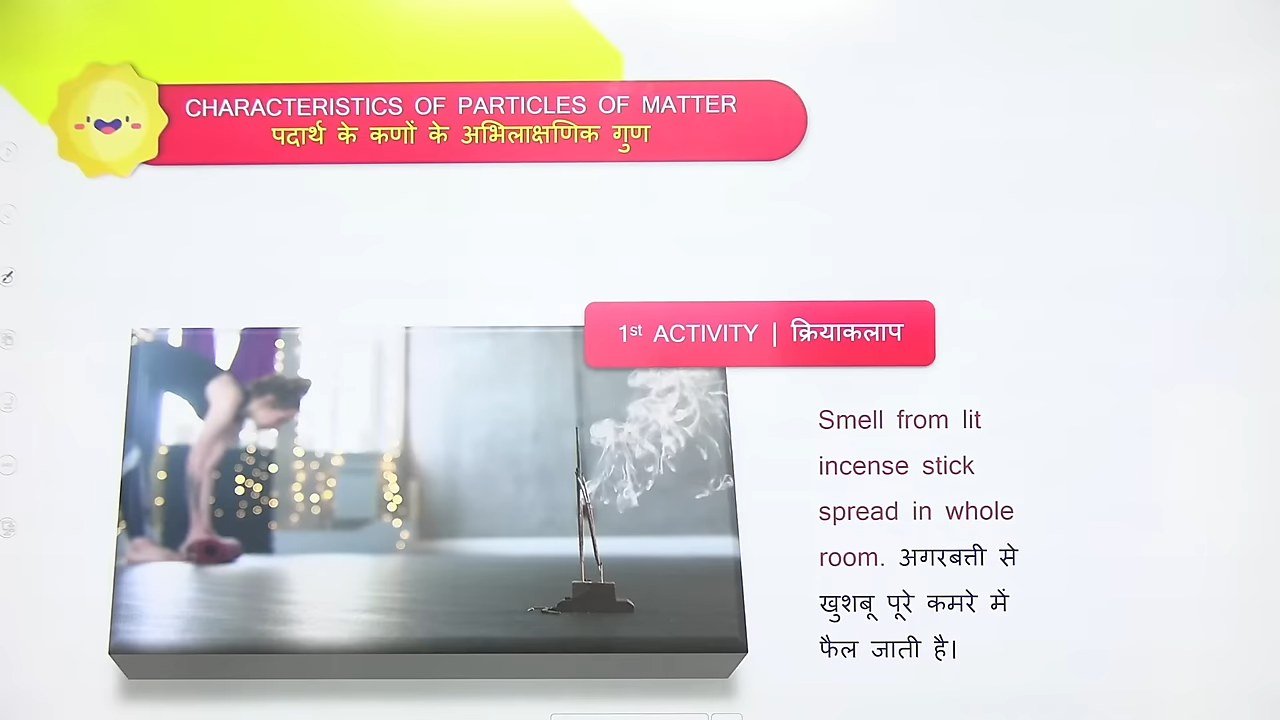 CHARACTERISTICS OF PARTICLES OF MATTER
पदार्थ के कणों के अभिलाक्षणिक गुण
1st ACTIVITY | क्रियाकलाप
Smell from lit
incense stick
spread in whole
room. अगरबत्ती से
खुशबू पूरे कमरे में
फैल जाती है।